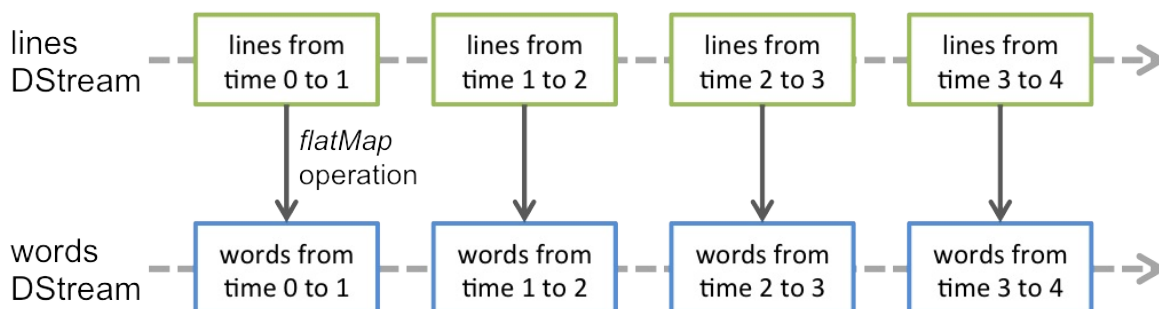 lines
DStream
lines from
time 0 to 1
lines from
time 1 to 2
lines from
time 2 to 3
lines from
time 3 to 4
flatMap
operation
words
DStream
words from
time 0 to 1
words from
time 1 to 2
words from
time 2 to 3
words from
time 3 to 4